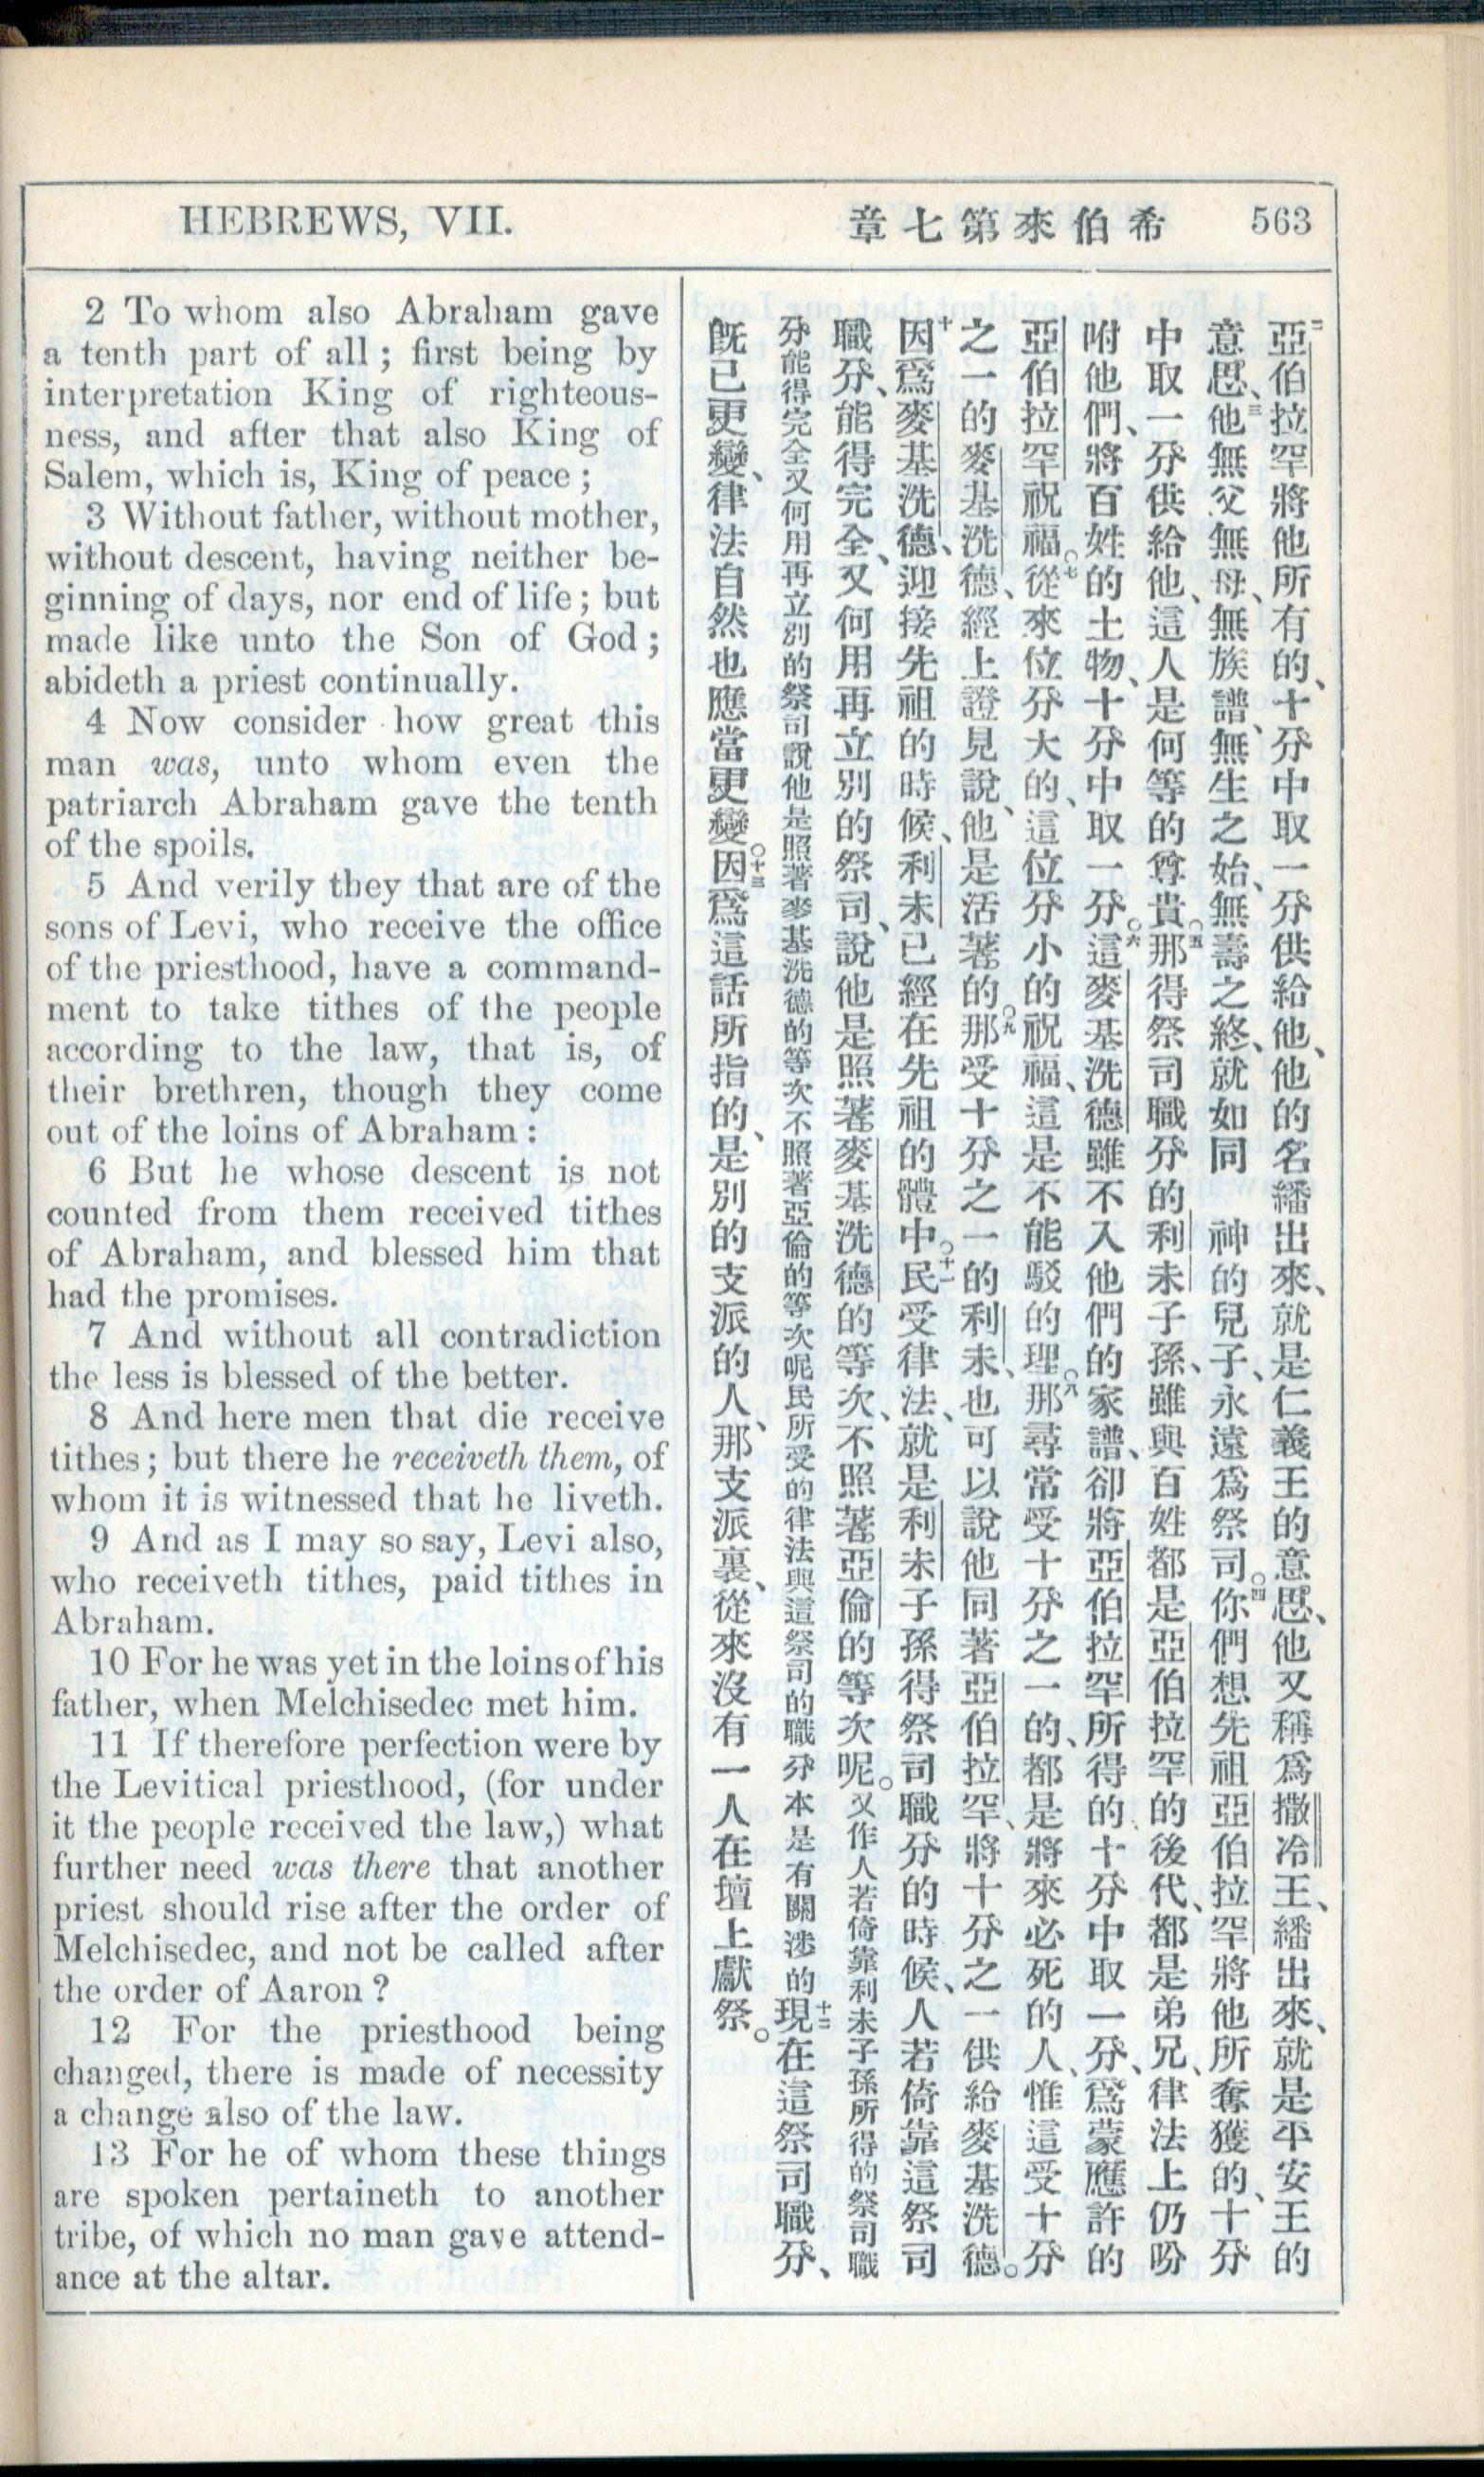 HEBREWS, VII.
希伯來第七章
563
2 To whom also Abraham gave
a tenth part of all ; first being by
interpretation King of righteous-
ness, and after that also King of
Salem, which is, King of peace ;
3 Without father, without mother,
without descent, having neither be-
ginning of days, nor end of life ; but
made like unto the Son of God ;
abideth a priest continually.
4 Now consider how great this
man was, unto whom even the
patriarch Abraham gave the tenth
of the spoils.
5 And verily they that are of the
sons of Levi, who receive the office
of the priesthood, have a command-
ment to take tithes of the people
according to the law, that is, of
their brethren, though they come
out of the loins of Abraham :
6 But he whose descent is not
counted from them received tithes
of Abraham, and blessed him that
had the promises.
7 And without all contradiction
the less is blessed of the better.
8 And here men that die receive
tithes ; but there he receiveth them, of
whom it is witnessed that he liveth.
9 And as I may so say, Levi also,
who receiveth tithes, paid tithes in
Abraham.
10 For he was yet in the loins of his
father, when Melchisedec met him.
11 If therefore perfection were by
the Levitical priesthood, (for under
it the people received the law,) what
further need was there that another
priest should rise after the order of
Melchisedec, and not be called after
the order of Aaron ?
12 For the priesthood being
changed, there is made of necessity
a change also of the law.
13 For he of whom these things
are spoken pertaineth to another
tribe, of which no man gave attend-
ance at the altar.
二亞伯拉罕將他所有的、十分中取一分供給他、他的名繙出來、就是仁義王的意思、他又稱爲撒冷王、繙出來、就是平安王的
意思、三他無父無母、無族譜、無生之始、無壽之終、就如同　神的兒子、永遠爲祭司。四你們想先祖亞伯拉罕將他所奪獲的、十分
中取一分供給他、這人是何等的尊貴。五那得祭司職分的利未子孫、雖與百姓都是亞伯拉罕的後代、都是弟兄、律法上仍吩
咐他們、將百姓的土物、十分中取一分。六這麥基洗德雖不入他們的家譜、卻將亞伯拉罕所得的十分中取一分、爲蒙應許的
亞伯拉罕祝福。七從來位分大的、這位分小的祝福、這是不能駁的理。八那尋常受十分之一的、都是將來必死的人、惟這受十分
之一的麥基洗德、經上證見說、他是活著的。九那受十分之一的利未、也可以說他同著亞伯拉罕、將十分之一供給麥基洗德。
十因爲麥基洗德、迎接先祖的時候、利未已經在先祖的體中。十一民受律法、就是利未子孫得祭司職分的時候、人若倚靠這祭司
職分、能得完全、又何用再立別的祭司、說他是照著麥基洗德的等次、不照著亞倫的等次呢。又作人若倚靠利未子孫所得的祭司職
分能得完全又何用再立別的祭司說他是照著麥基洗德的等次不照著亞倫的等次呢民所受的律法與這祭司的職分本是有關涉的十二現在這祭司職分、
旣已更變、律法自然也應當更變。十三因爲這話所指的、是別的支派的人、那支派裏、從來沒有一人在壇上獻祭。